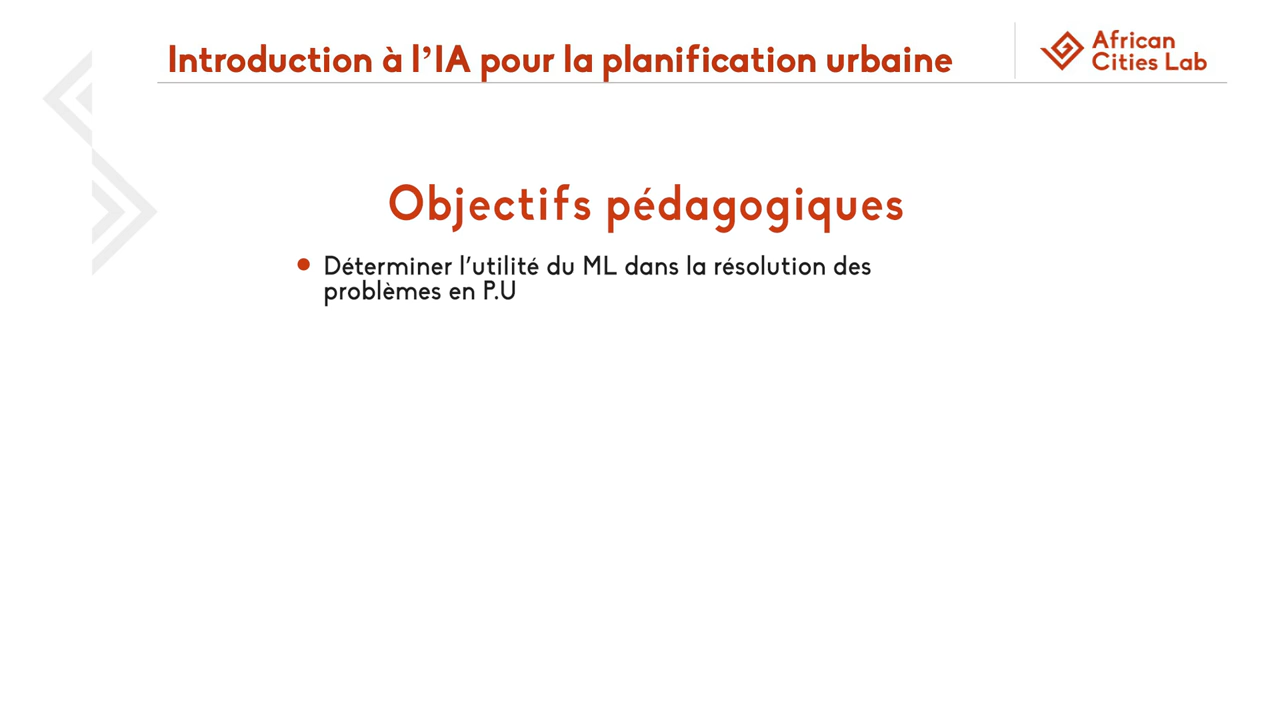 Introduction à l’IA pour la planification urbaine
African
Cities Lab
Objectifs pédagogiques
• Déterminer l’utilité du ML dans la résolution des
problèmes en P.U